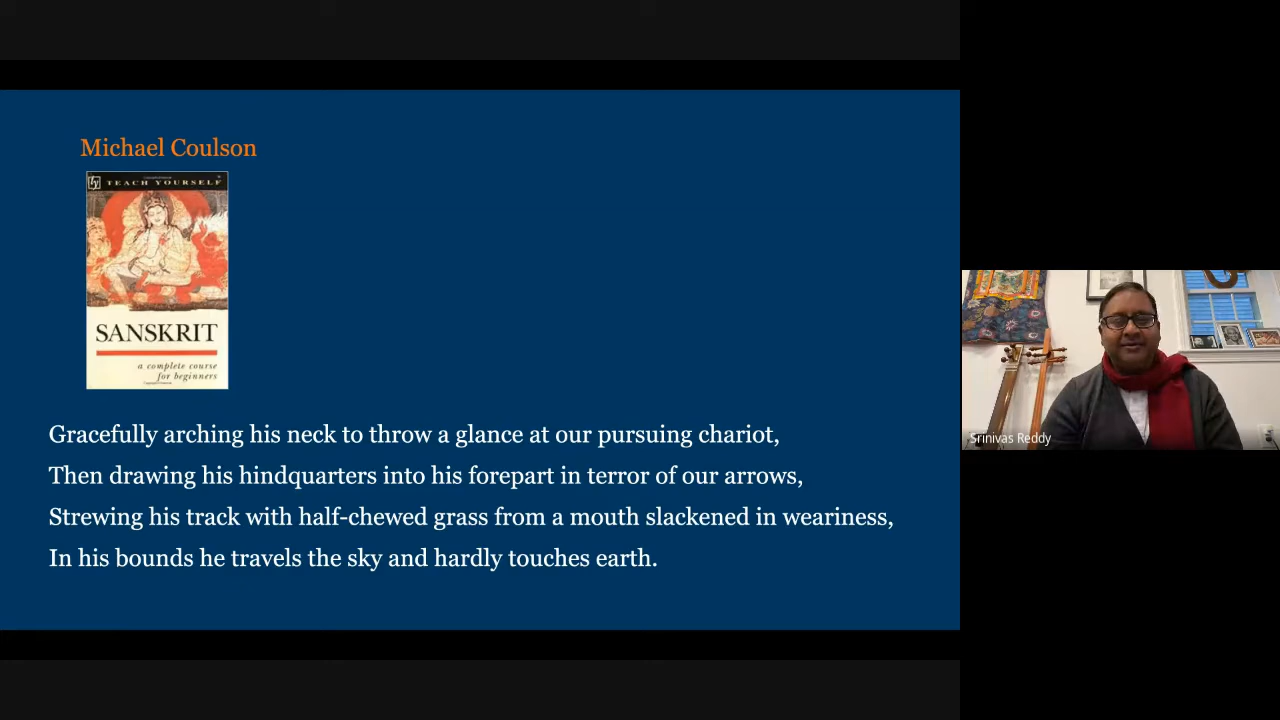 Michael Coulson
TEACH YOURSELF
SANSKRIT
a complete course
for beginners
Gracefully arching his neck to throw a glance at our pursuing chariot,
Then drawing his hindquarters into his forepart in terror of our arrows,
Strewing his track with half-chewed grass from a mouth slackened in weariness,
In his bounds he travels the sky and hardly touches earth.
Srinivas Reddy